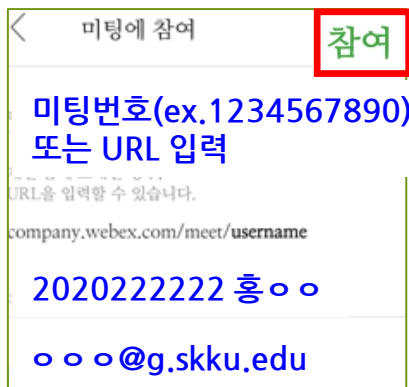 미팅에 참여
참여
미팅번호(ex.1234567890)
또는 URL 입력
URL을 입력할 수 있습니다.
company.webex.com/meet/username
2020222222 홍ㅇㅇ
ㅇㅇㅇ@g.skku.edu